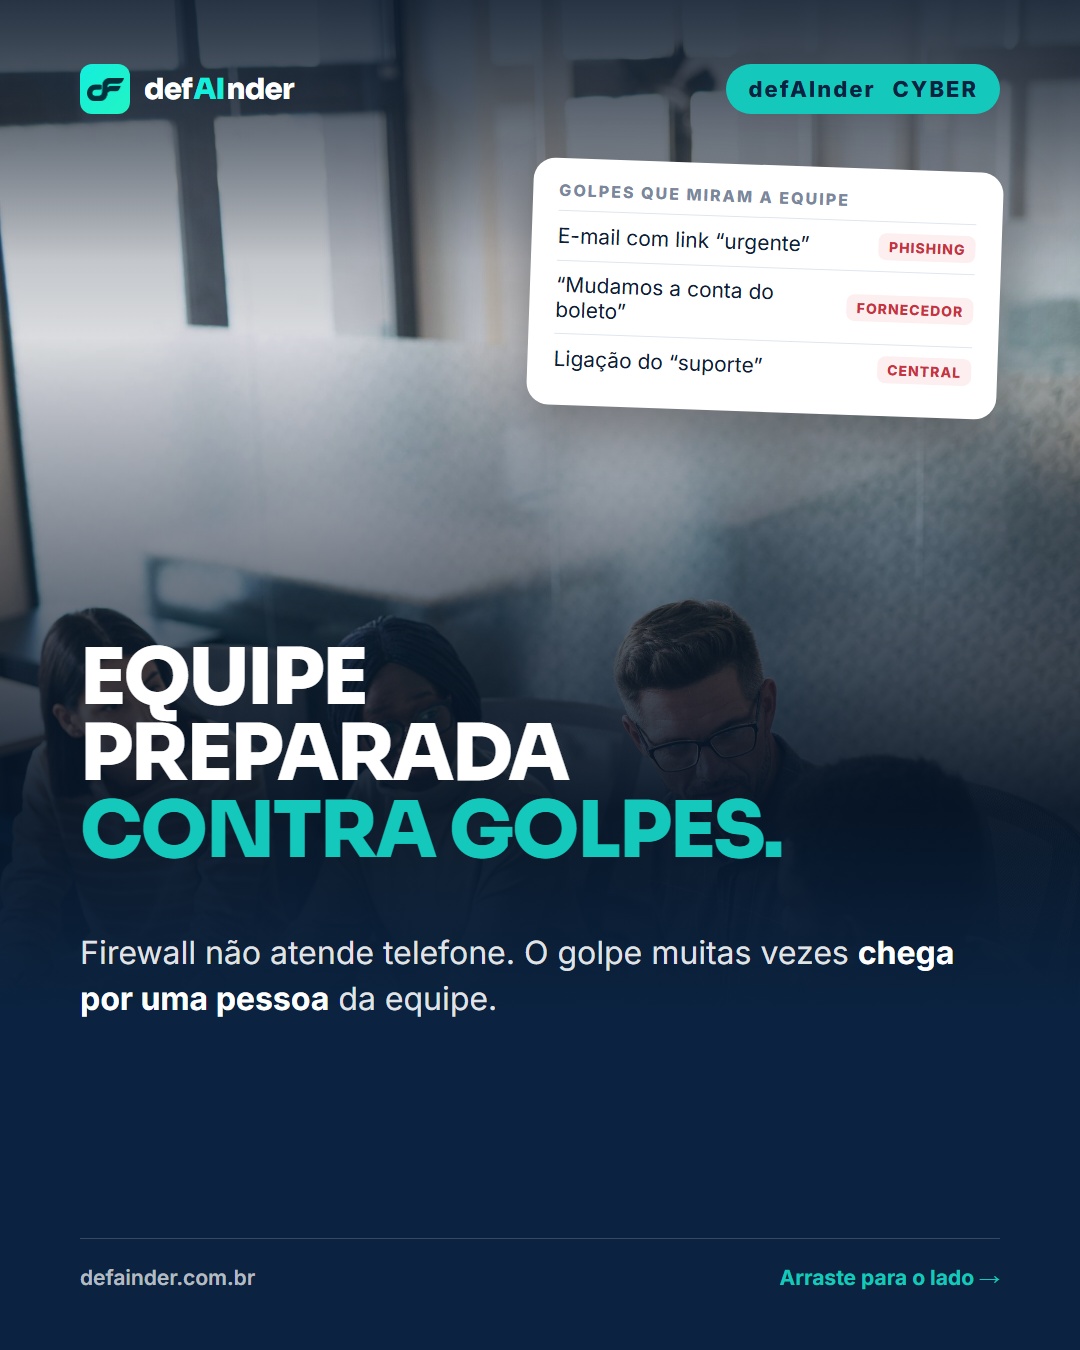 defAInder
defAInder CYBER
GOLPES QUE MIRAM A EQUIPE
E-mail com link “urgente”
PHISHING
“Mudamos a conta do
boleto”
FORNECEDOR
Ligação do “suporte”
CENTRAL
EQUIPE
PREPARADA
CONTRA GOLPES.
Firewall não atende telefone. O golpe muitas vezes chega
por uma pessoa da equipe.
defainder.com.br
Arraste para o lado →